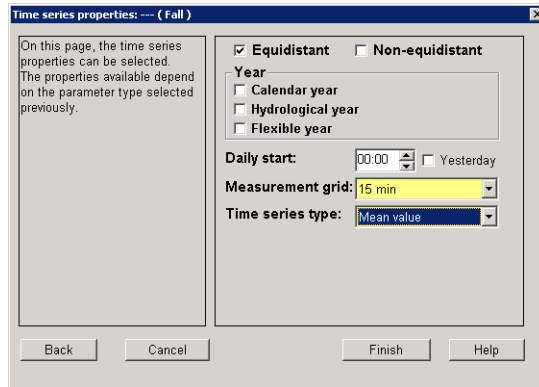 Time series properties: --- ( Fall )
On this page, the time series
properties can be selected.
The properties available depend
on the parameter type selected
previously.
Equidistant Non-equidistant
Year
Calendar year
Hydrological year
Flexible year
Daily start: 00:00 Yesterday
Measurement grid: 15 min
Time series type: Mean value
Back Cancel Finish Help